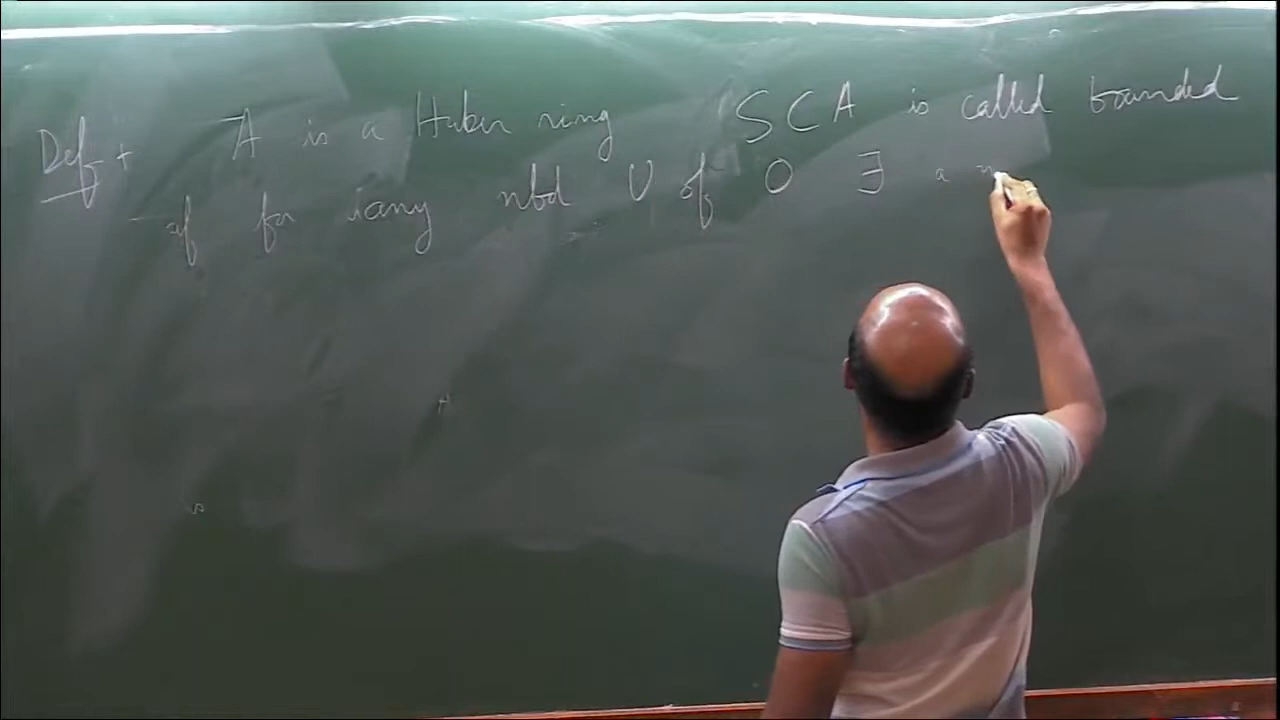 Def + A is a Huber ring S ⊂ A is called bounded
if for any nbd U of 0 ∃ a n